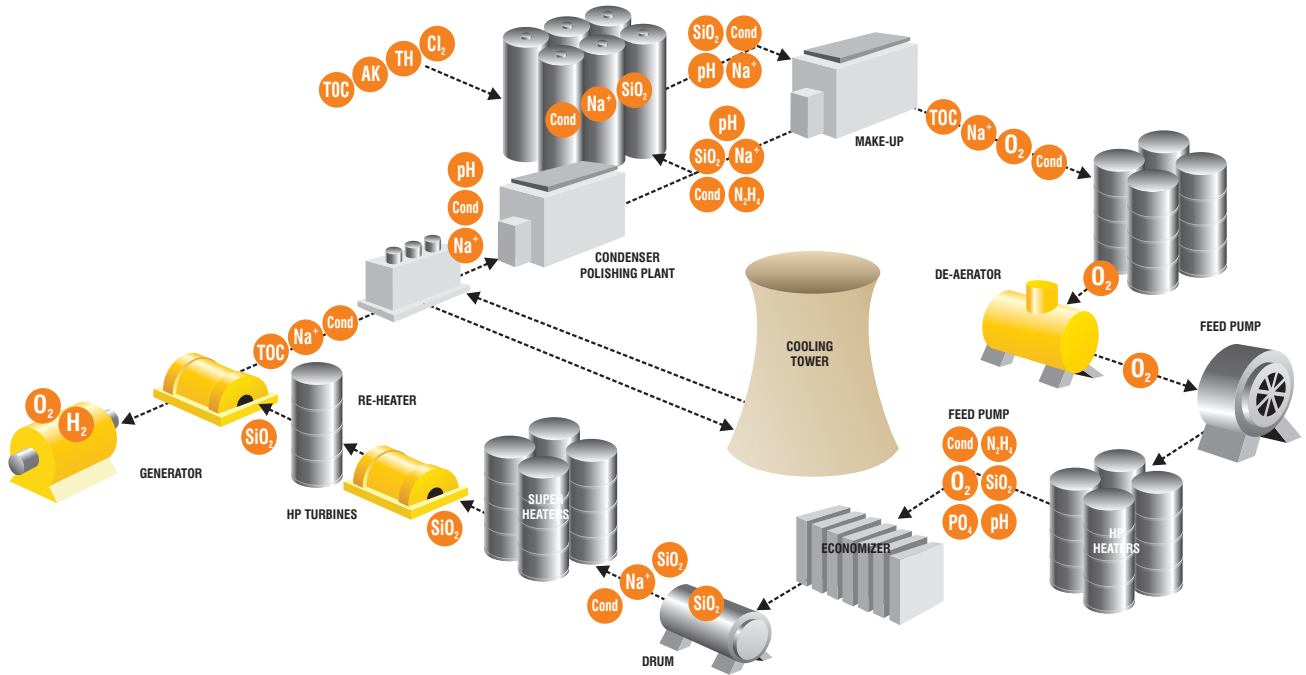 TOC
AK
TH
Cl₂
Cond
Na⁺
SiO₂
SiO₂
Cond
pH
Na⁺
MAKE-UP
TOC
Na⁺
O₂
Cond
pH
SiO₂
Na⁺
Cond
N₂H₄
pH
Cond
Na⁺
CONDENSER
POLISHING PLANT
DE-AERATOR
O₂
O₂
FEED PUMP
COOLING
TOWER
TOC
Na⁺
Cond
O₂
H₂
GENERATOR
SiO₂
RE-HEATER
HP TURBINES
SiO₂
SUPER
HEATERS
FEED PUMP
Cond
N₂H₄
O₂
SiO₂
PO₄
pH
HP
HEATERS
ECONOMIZER
SiO₂
Na⁺
Cond
SiO₂
DRUM